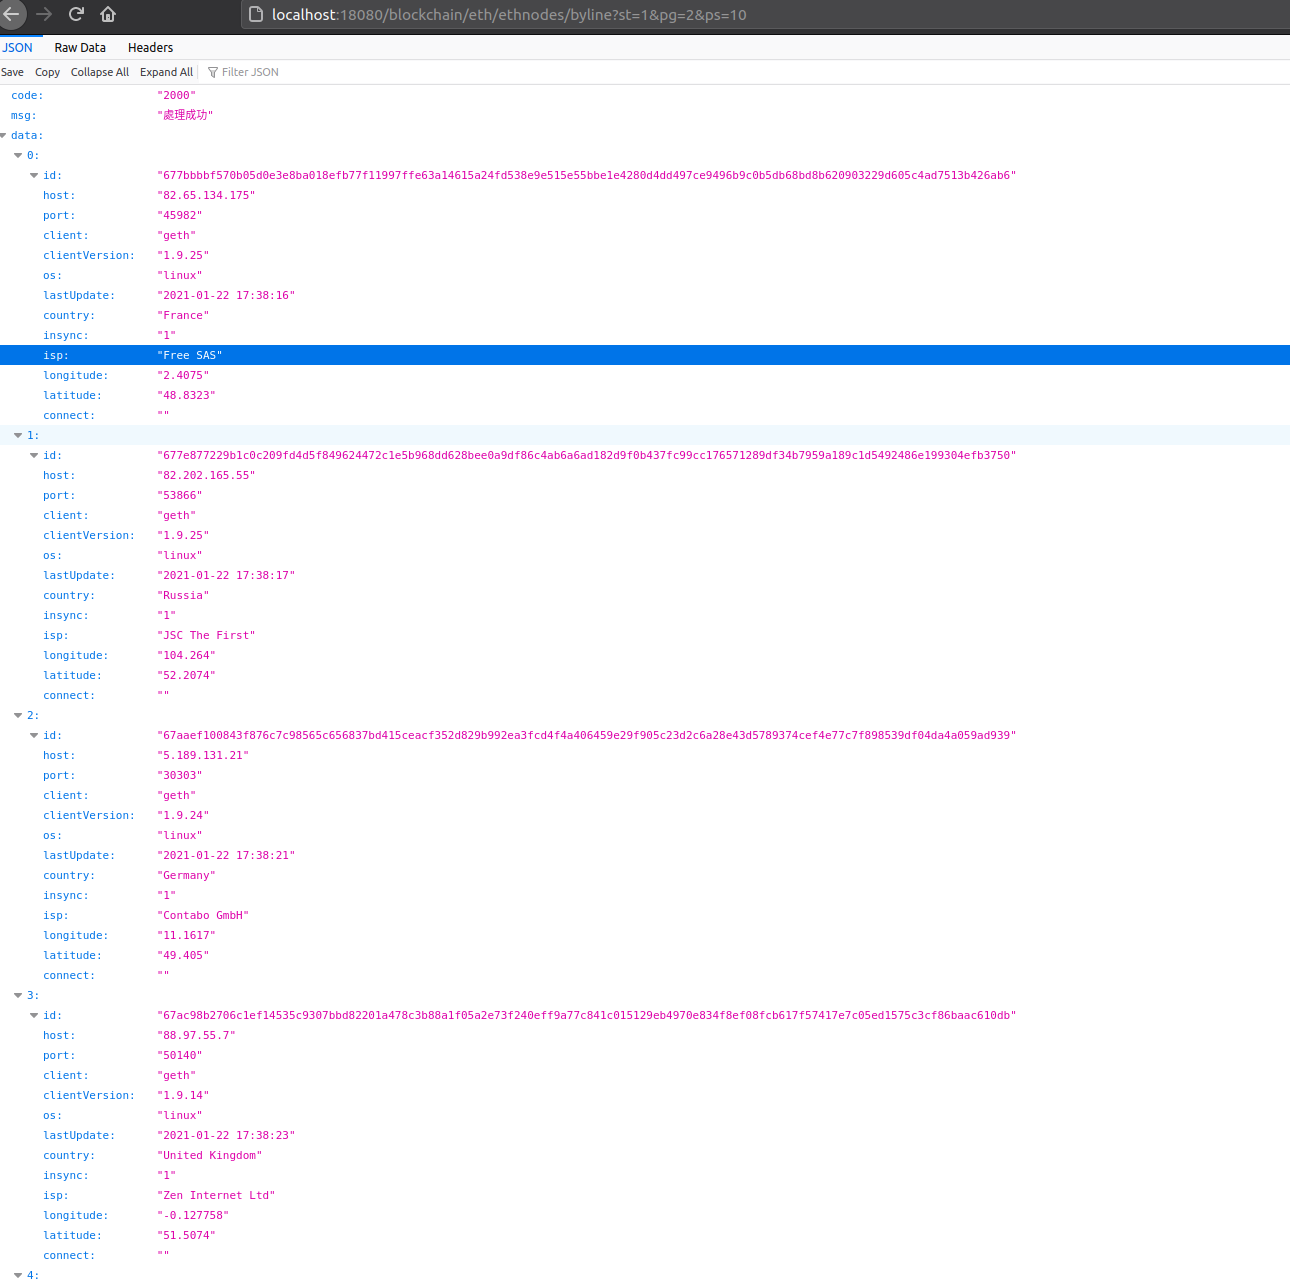 localhost:18080/blockchain/eth/ethnodes/byline?st=1&pg=2&ps=10
JSON Raw Data Headers
Save Copy Collapse All Expand All Filter JSON
code: "2000"
msg: "處理成功"
data:
0:
id: "677bbbbf570b05d0e3e8ba018efb77f11997ffe63a14615a24fd538e9e515e55bbe1e4280d4dd497ce9496b9c0b5db68bd8b620903229d605c4ad7513b426ab6"
host: "82.65.134.175"
port: "45982"
client: "geth"
clientVersion: "1.9.25"
os: "linux"
lastUpdate: "2021-01-22 17:38:16"
country: "France"
insync: "1"
isp: "Free SAS"
longitude: "2.4075"
latitude: "48.8323"
connect: ""
1:
id: "677e877229b1c0c209fd4d5f849624472c1e5b968dd628bee0a9df86c4ab6a6ad182d9f0b437fc99cc176571289df34b7959a189c1d5492486e199304efb3750"
host: "82.202.165.55"
port: "53866"
client: "geth"
clientVersion: "1.9.25"
os: "linux"
lastUpdate: "2021-01-22 17:38:17"
country: "Russia"
insync: "1"
isp: "JSC The First"
longitude: "104.264"
latitude: "52.2074"
connect: ""
2:
id: "67aaef100843f876c7c98565c656837bd415ceacf352d829b992ea3fcd4f4a406459e29f905c23d2c6a28e43d5789374cef4e77c7f898539df04da4a059ad939"
host: "5.189.131.21"
port: "30303"
client: "geth"
clientVersion: "1.9.24"
os: "linux"
lastUpdate: "2021-01-22 17:38:21"
country: "Germany"
insync: "1"
isp: "Contabo GmbH"
longitude: "11.1617"
latitude: "49.405"
connect: ""
3:
id: "67ac98b2706c1ef14535c9307bbd82201a478c3b88a1f05a2e73f240eff9a77c841c015129eb4970e834f8ef08fcb617f57417e7c05ed1575c3cf86baac610db"
host: "88.97.55.7"
port: "50140"
client: "geth"
clientVersion: "1.9.14"
os: "linux"
lastUpdate: "2021-01-22 17:38:23"
country: "United Kingdom"
insync: "1"
isp: "Zen Internet Ltd"
longitude: "-0.127758"
latitude: "51.5074"
connect: ""
4: